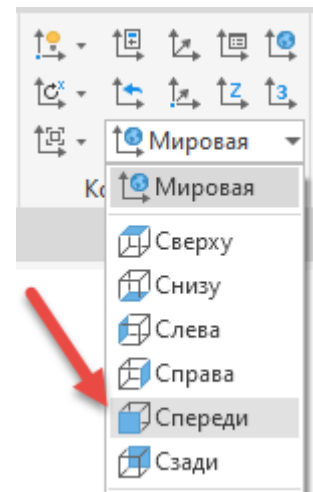 Мировая
Ко
Мировая
Сверху
Снизу
Слева
Справа
Спереди
Сзади